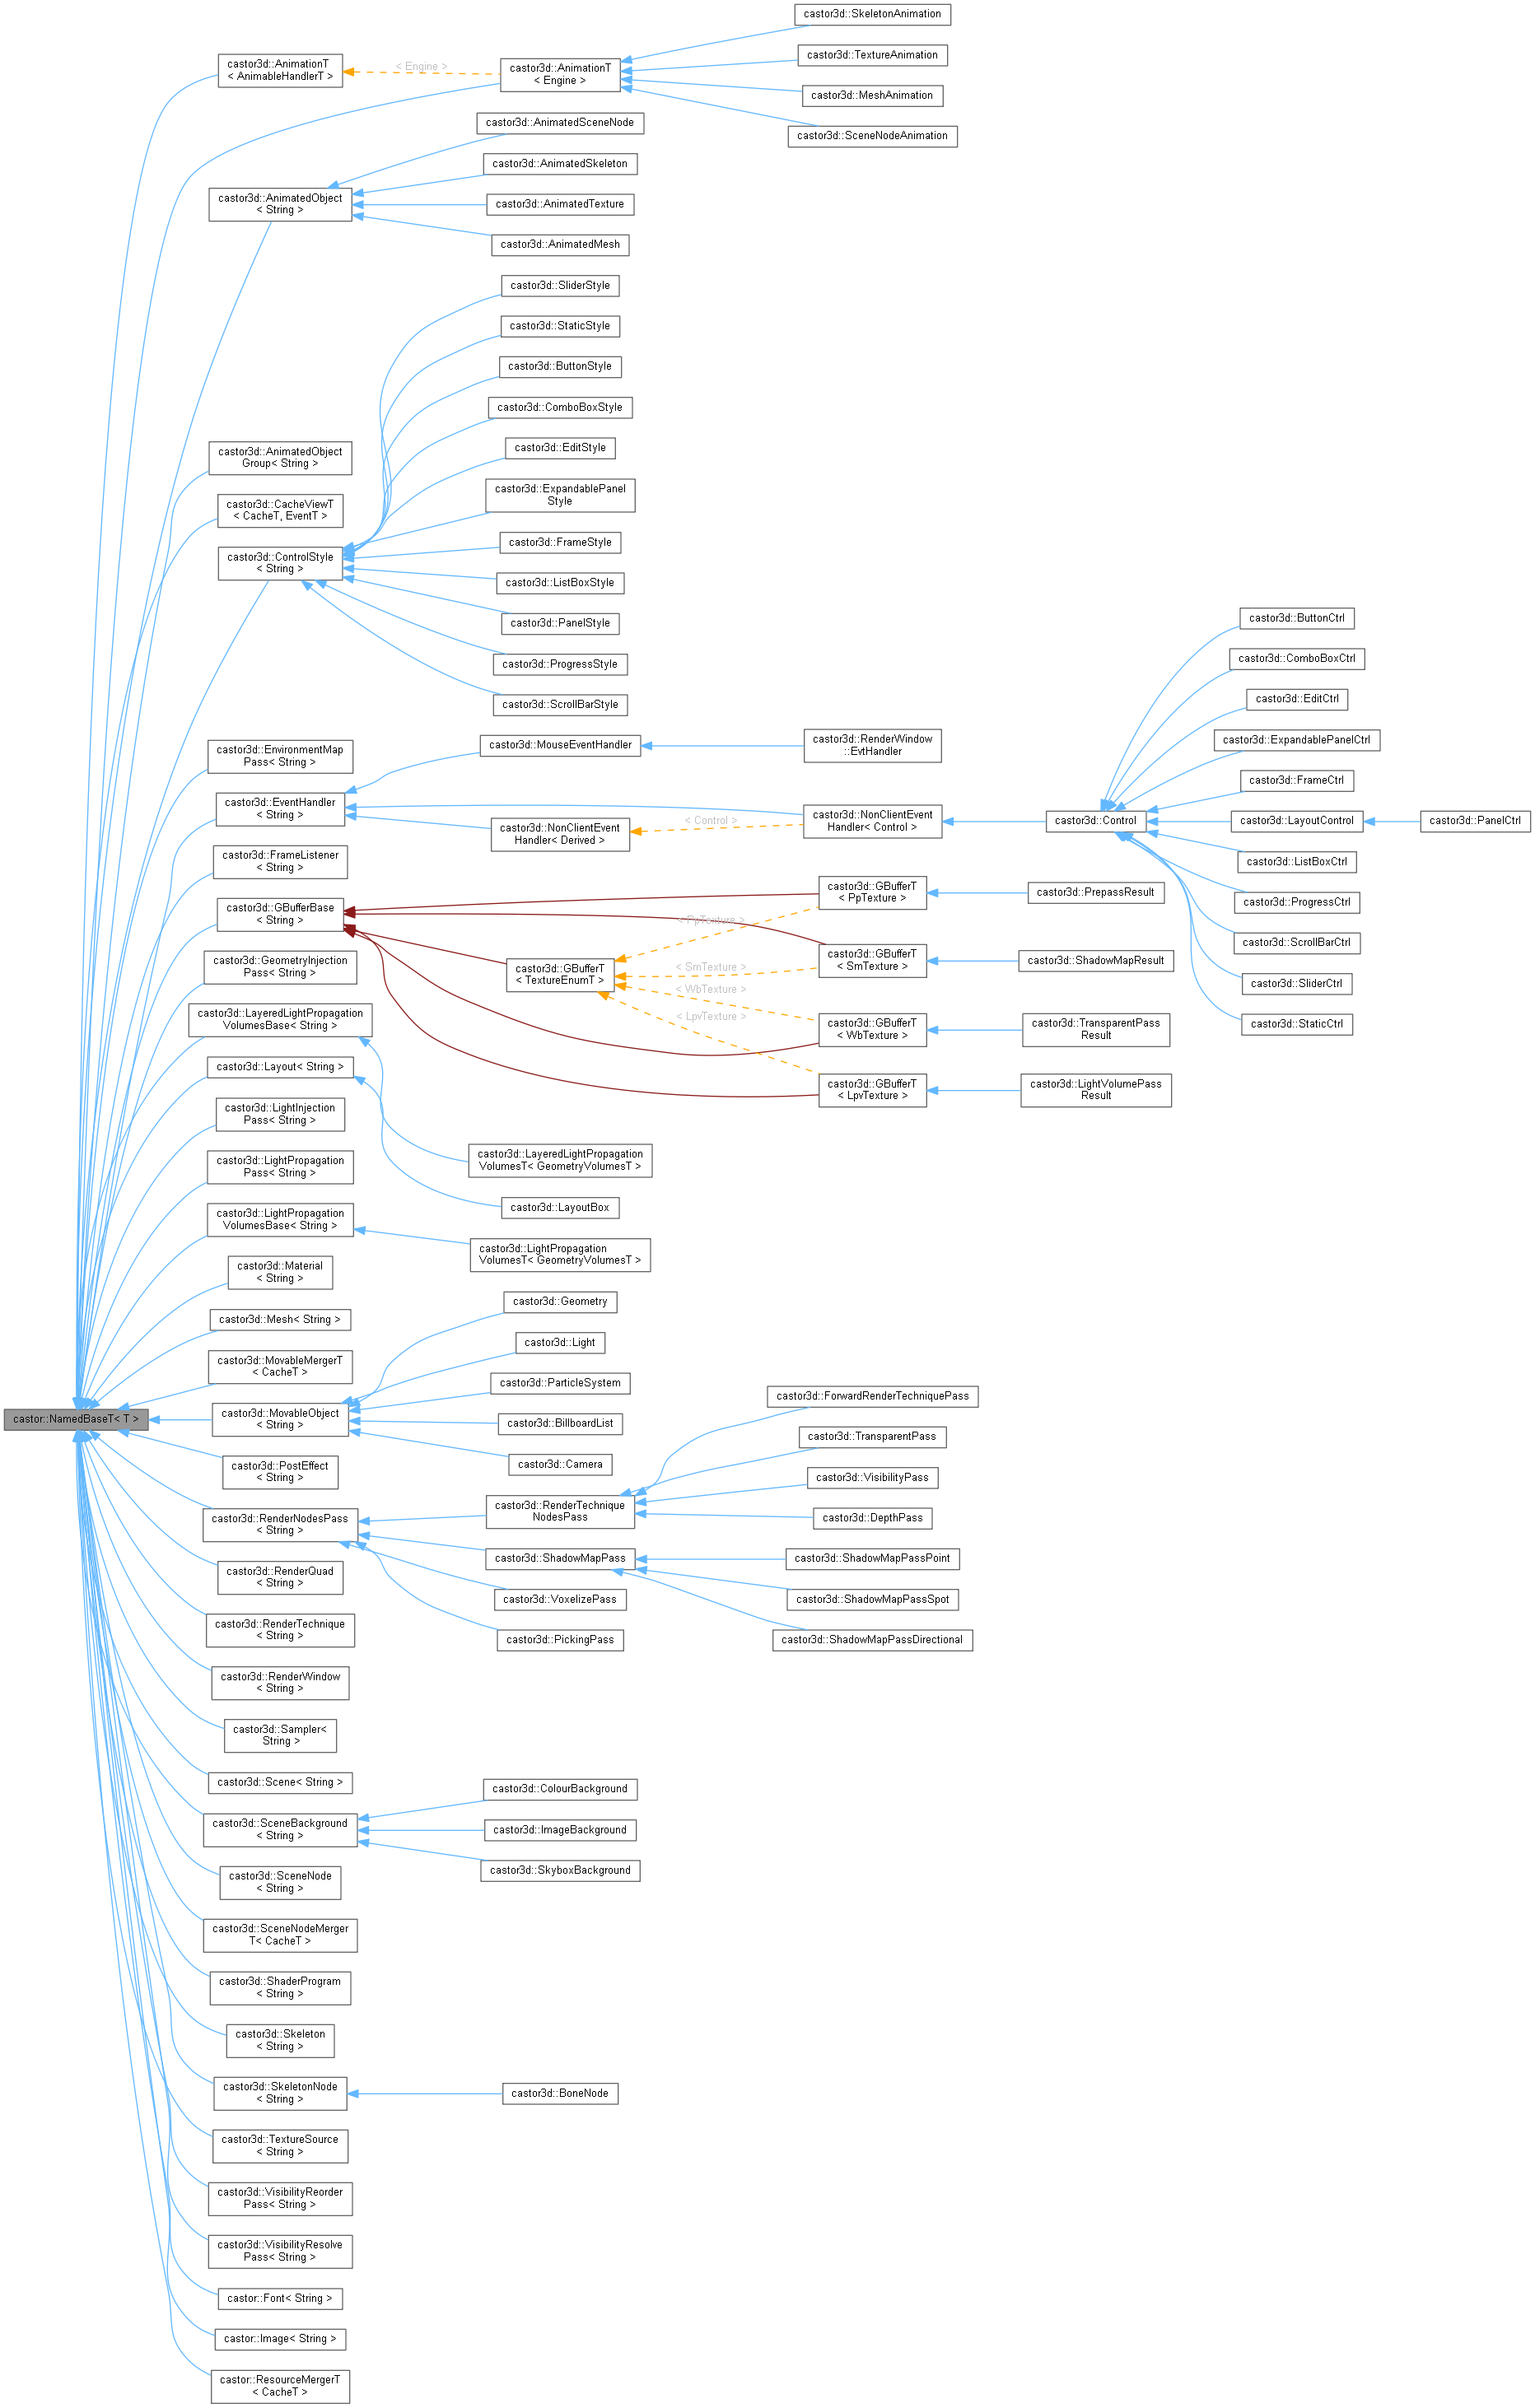 castor3d::SkeletonAnimation
castor3d::AnimationT
< AnimableHandlerT >
< Engine >
castor3d::AnimationT
< Engine >
castor3d::TextureAnimation
castor3d::MeshAnimation
castor3d::SceneNodeAnimation
castor3d::AnimatedSceneNode
castor3d::AnimatedSkeleton
castor3d::AnimatedObject
< String >
castor3d::AnimatedTexture
castor3d::AnimatedMesh
castor3d::SliderStyle
castor3d::StaticStyle
castor3d::ButtonStyle
castor3d::ComboBoxStyle
castor3d::EditStyle
castor3d::AnimatedObject
Group< String >
castor3d::ExpandablePanel
Style
castor3d::CacheViewT
< CacheT, EventT >
castor3d::FrameStyle
castor3d::ControlStyle
< String >
castor3d::ListBoxStyle
castor3d::PanelStyle
castor3d::ProgressStyle
castor3d::ScrollBarStyle
castor3d::ButtonCtrl
castor3d::ComboBoxCtrl
castor3d::EditCtrl
castor3d::EnvironmentMap
Pass< String >
castor3d::MouseEventHandler
castor3d::RenderWindow
::EvtHandler
castor3d::ExpandablePanelCtrl
castor3d::FrameCtrl
castor3d::EventHandler
< String >
castor3d::NonClientEvent
Handler< Derived >
< Control >
castor3d::NonClientEvent
Handler< Control >
castor3d::Control
castor3d::LayoutControl
castor3d::PanelCtrl
castor3d::ListBoxCtrl
castor3d::ProgressCtrl
castor3d::ScrollBarCtrl
castor3d::SliderCtrl
castor3d::StaticCtrl
castor3d::FrameListener
< String >
castor3d::GBufferBase
< String >
castor3d::GBufferT
< PpTexture >
castor3d::PrepassResult
< PpTexture >
castor3d::GeometryInjection
Pass< String >
castor3d::GBufferT
< TextureEnumT >
< SmTexture >
castor3d::GBufferT
< SmTexture >
castor3d::ShadowMapResult
< WbTexture >
< LpvTexture >
castor3d::LayeredLightPropagation
VolumesBase< String >
castor3d::GBufferT
< WbTexture >
castor3d::TransparentPass
Result
castor3d::Layout< String >
castor3d::GBufferT
< LpvTexture >
castor3d::LightVolumePass
Result
castor3d::LightInjection
Pass< String >
castor3d::LightPropagation
Pass< String >
castor3d::LayeredLightPropagation
VolumesT< GeometryVolumesT >
castor3d::LightPropagation
VolumesBase< String >
castor3d::LayoutBox
castor3d::LightPropagation
VolumesT< GeometryVolumesT >
castor3d::Material
< String >
castor3d::Mesh< String >
castor3d::Geometry
castor3d::Light
castor3d::MovableMergerT
< CacheT >
castor3d::ParticleSystem
castor::NamedBaseT< T >
castor3d::MovableObject
< String >
castor3d::BillboardList
castor3d::Camera
castor3d::PostEffect
< String >
castor3d::ForwardRenderTechniquePass
castor3d::TransparentPass
castor3d::VisibilityPass
castor3d::DepthPass
castor3d::RenderNodesPass
< String >
castor3d::RenderTechnique
NodesPass
castor3d::ShadowMapPass
castor3d::ShadowMapPassPoint
castor3d::RenderQuad
< String >
castor3d::VoxelizePass
castor3d::ShadowMapPassSpot
castor3d::RenderTechnique
< String >
castor3d::PickingPass
castor3d::ShadowMapPassDirectional
castor3d::RenderWindow
< String >
castor3d::Sampler<
String >
castor3d::Scene< String >
castor3d::ColourBackground
castor3d::SceneBackground
< String >
castor3d::ImageBackground
castor3d::SkyboxBackground
castor3d::SceneNode
< String >
castor3d::SceneNodeMerger
T< CacheT >
castor3d::ShaderProgram
< String >
castor3d::Skeleton
< String >
castor3d::SkeletonNode
< String >
castor3d::BoneNode
castor3d::TextureSource
< String >
castor3d::VisibilityReorder
Pass< String >
castor3d::VisibilityResolve
Pass< String >
castor::Font< String >
castor::Image< String >
castor::ResourceMergerT
< CacheT >